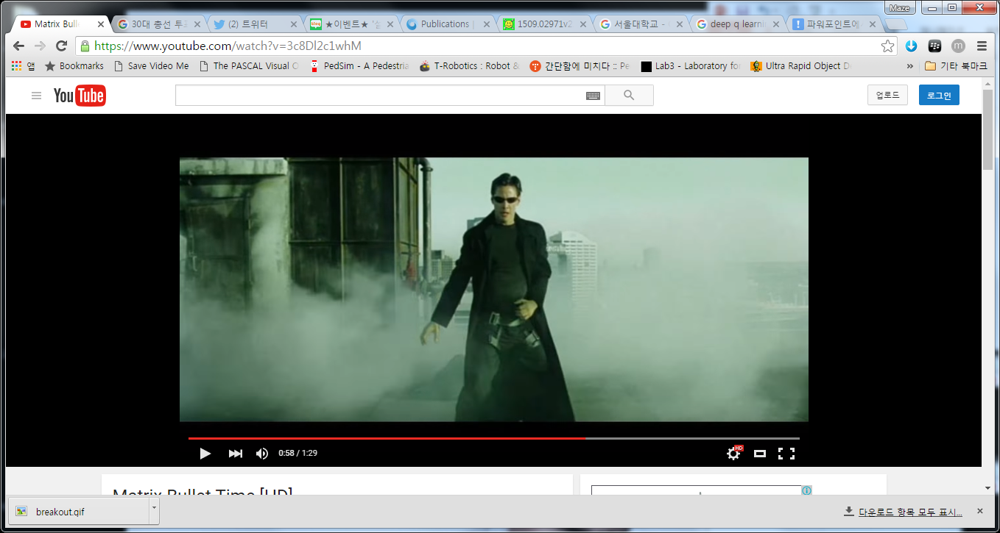 Maze
Matrix Bull
30대 총선 투표
(2) 트위터
blog
★이벤트★
Publications |
1509.02971v2
서울대학교 -
deep q learni
파워포인트에
https://www.youtube.com/watch?v=3c8Dl2c1whM
m
앱
Bookmarks
Save Video Me
The PASCAL Visual
PedSim - A Pedestria
T-Robotics : Robot &
간단함에 미치다 :: Pe
Lab3 - Laboratory fo
Ultra Rapid Object D
»
기타 북마크
YouTube
업로드
로그인
0:58 / 1:29
HD
Matrix Bullet Time [HD]
breakout.gif
다운로드 항목 모두 표시...